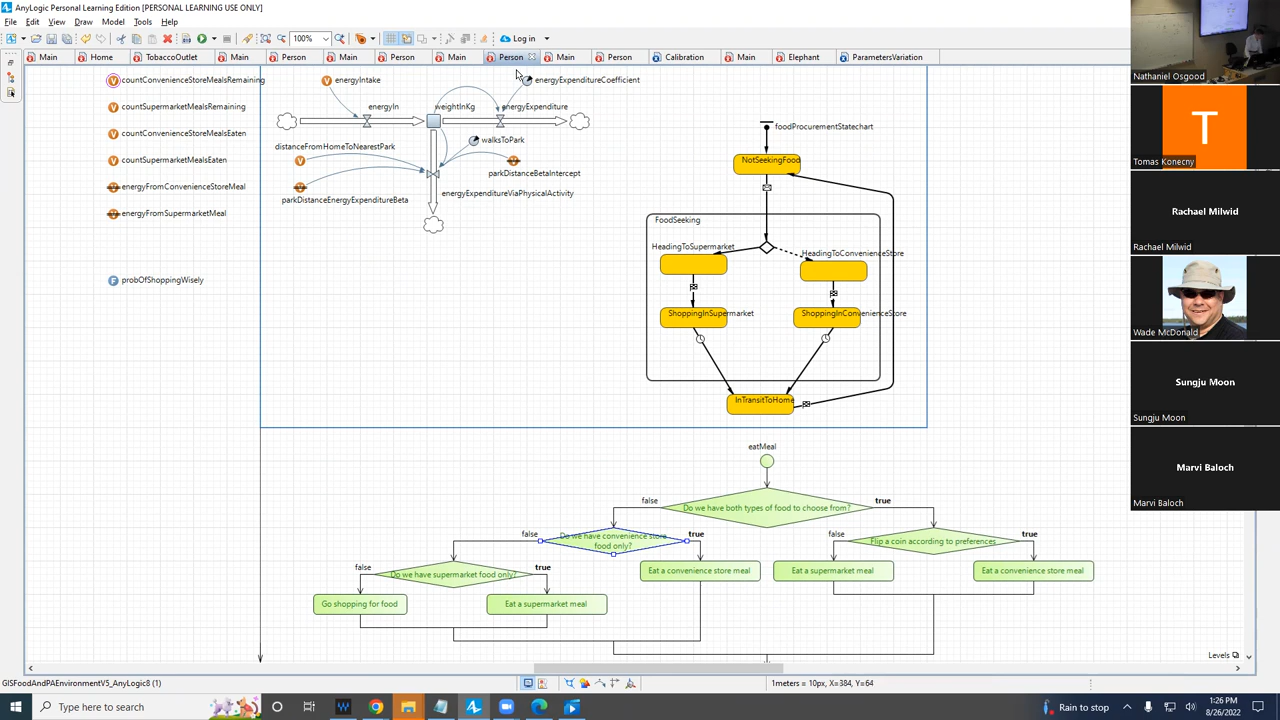 AnyLogic Personal Learning Edition [PERSONAL LEARNING USE ONLY]
File Edit View Draw Model Tools Help
100% Log in
Main Home TobaccoOutlet Main Person Main Person Main Person Main Person Calibration Main Elephant ParametersVariation
countConvenienceStoreMealsRemaining
countSupermarketMealsRemaining
countConvenienceStoreMealsEaten
countSupermarketMealsEaten
energyFromConvenienceStoreMeal
energyFromSupermarketMeal
probOfShoppingWisely
energyIntake
energyExpenditureCoefficient
energyIn
weightInKg
energyExpenditure
distanceFromHomeToNearestPark
walksToPark
parkDistanceBetaIntercept
parkDistanceEnergyExpenditureBeta
energyExpenditureViaPhysicalActivity
foodProcurementStatechart
NotSeekingFood
FoodSeeking
HeadingToSupermarket
HeadingToConvenienceStore
ShoppingInSupermarket
ShoppingInConvenienceStore
InTransitToHome
eatMeal
false
true
Do we have both types of food to choose from?
false
true
Do we have convenience store
food only?
false
true
Flip a coin according to preferences
false
true
Do we have supermarket food only?
Eat a convenience store meal
Eat a supermarket meal
Eat a convenience store meal
Go shopping for food
Eat a supermarket meal
Levels
GISFoodAndPAEnvironmentV5_AnyLogic8 (1)
1meters = 10px, X=384, Y=64
Nathaniel Osgood
T
Tomas Konecny
Rachael Milwid
Rachael Milwid
Wade McDonald
Sungju Moon
Sungju Moon
Marvi Baloch
Marvi Baloch
Type here to search
Rain to stop
1:26 PM
8/26/2022